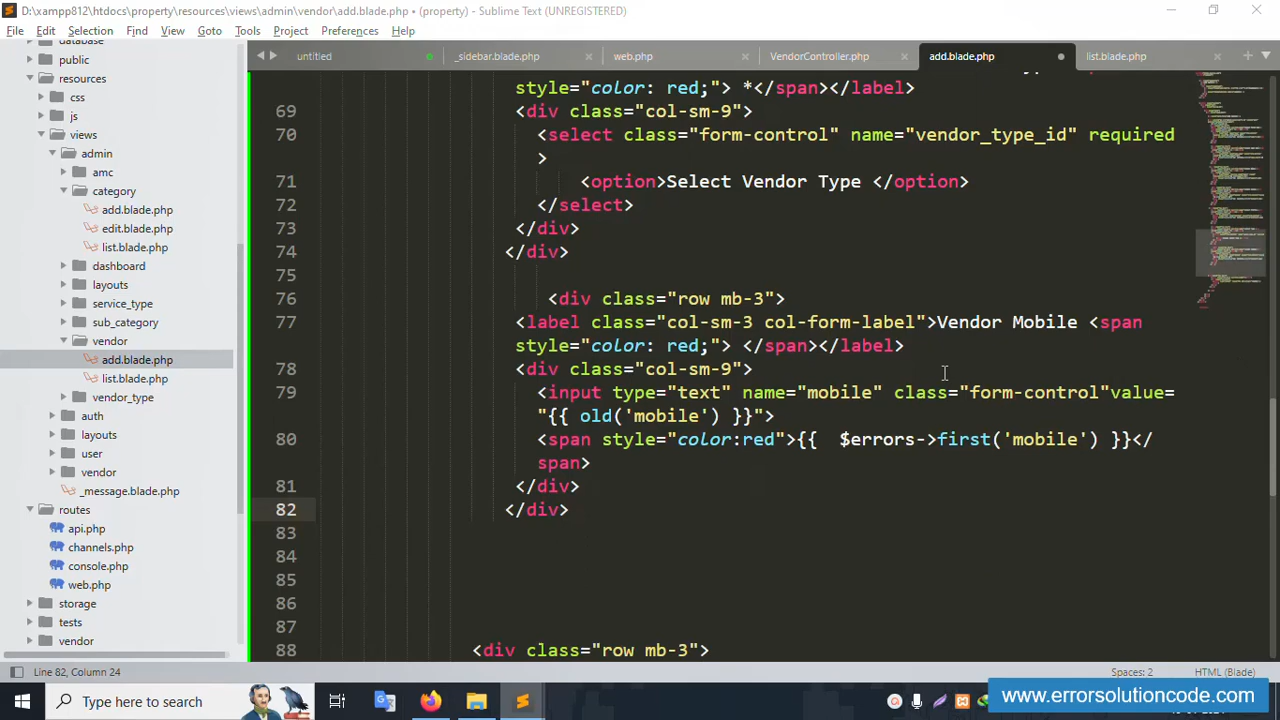 D:\xampp812\htdocs\property\resources\views\admin\vendor\add.blade.php • (property) - Sublime Text (UNREGISTERED)
File Edit Selection Find View Goto Tools Project Preferences Help
untitled _sidebar.blade.php × web.php × VendorController.php × add.blade.php list.blade.php ×
database
public
resources
css
js
views
admin
amc
category
add.blade.php
edit.blade.php
list.blade.php
dashboard
layouts
service_type
sub_category
vendor
add.blade.php
list.blade.php
vendor_type
auth
layouts
user
vendor
_message.blade.php
routes
api.php
channels.php
console.php
web.php
storage
tests
vendor
style="color: red;"> *</span></label>
69 <div class="col-sm-9">
70 <select class="form-control" name="vendor_type_id" required
>
71 <option>Select Vendor Type </option>
72 </select>
73 </div>
74 </div>
75
76 <div class="row mb-3">
77 <label class="col-sm-3 col-form-label">Vendor Mobile <span
style="color: red;"> </span></label>
78 <div class="col-sm-9">
79 <input type="text" name="mobile" class="form-control"value=
"{{ old('mobile') }}">
80 <span style="color:red">{{  $errors->first('mobile') }}</
span>
81 </div>
82 </div>
83
84
85
86
87
88 <div class="row mb-3">
Line 82, Column 24 Spaces: 2 HTML (Blade)
Type here to search
www.errorsolutioncode.com